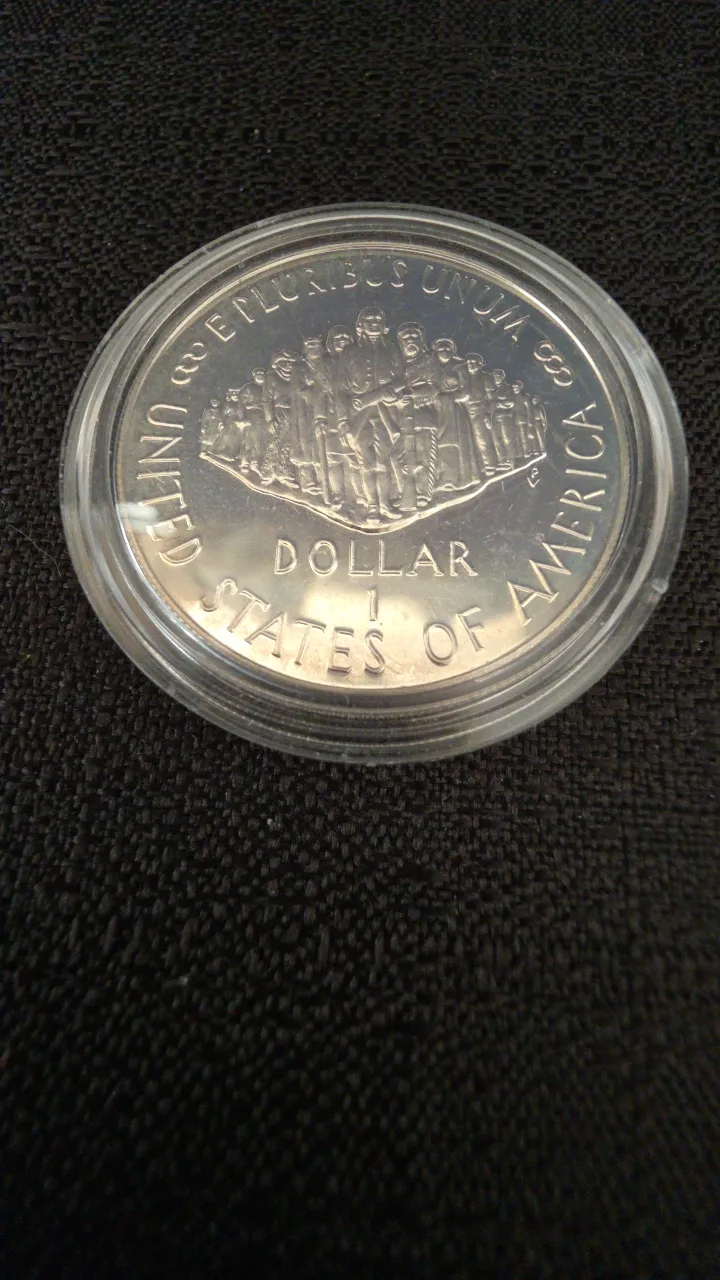 E PLURIBUS UNUM
DOLLAR
1
UNITED STATES OF AMERICA